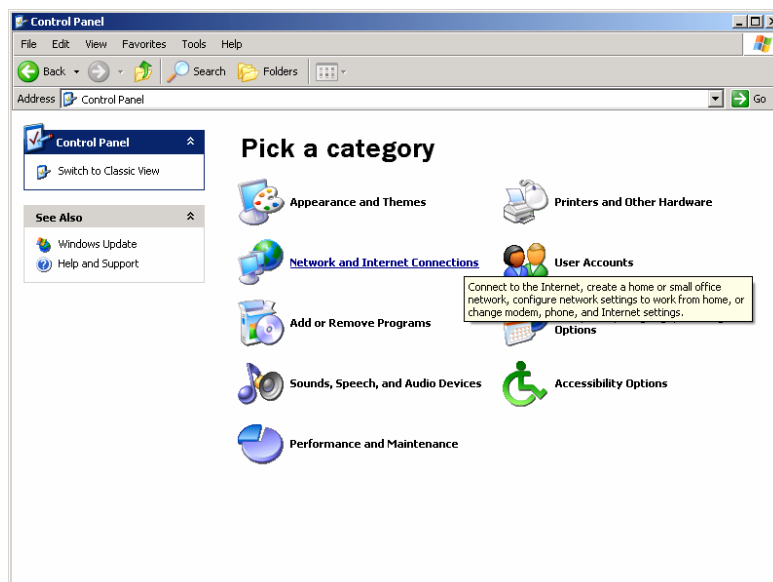 Control Panel
File Edit View Favorites Tools Help
Back Search Folders
Address Control Panel Go
Control Panel
Switch to Classic View
See Also
Windows Update
Help and Support
Pick a category
Appearance and Themes
Printers and Other Hardware
Network and Internet Connections
User Accounts
Connect to the Internet, create a home or small office
network, configure network settings to work from home, or
change modem, phone, and Internet settings.
Add or Remove Programs
Options
Sounds, Speech, and Audio Devices
Accessibility Options
Performance and Maintenance